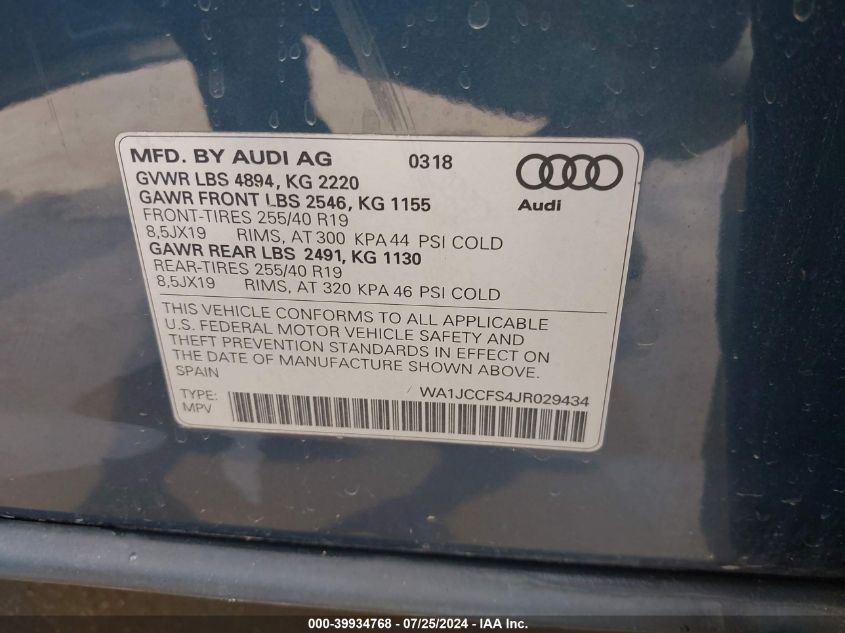 MFD. BY AUDI AG 0318
GVWR LBS 4894, KG 2220
GAWR FRONT LBS 2546, KG 1155
FRONT-TIRES 255/40 R19
8,5JX19 RIMS, AT 300 KPA 44 PSI COLD
GAWR REAR LBS 2491, KG 1130
REAR-TIRES 255/40 R19
8,5JX19 RIMS, AT 320 KPA 46 PSI COLD
Audi
THIS VEHICLE CONFORMS TO ALL APPLICABLE
U.S. FEDERAL MOTOR VEHICLE SAFETY AND
THEFT PREVENTION STANDARDS IN EFFECT ON
THE DATE OF MANUFACTURE SHOWN ABOVE.
SPAIN
TYPE: WA1JCCFS4JR029434
MPV
000-39934768 - 07/25/2024 - IAA Inc.